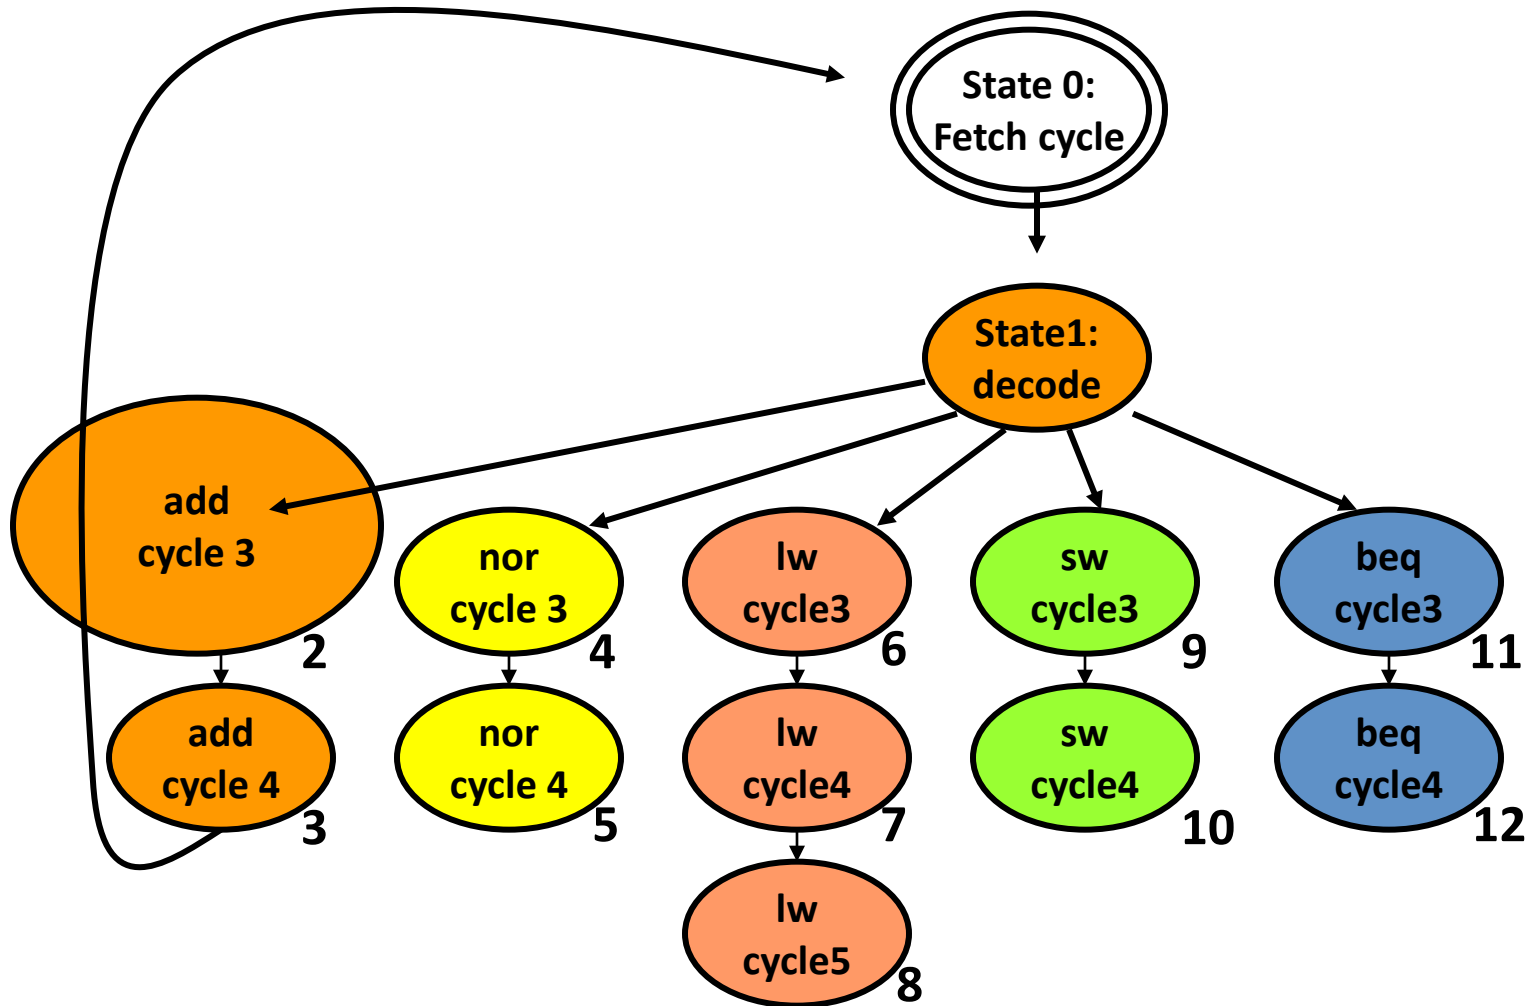 State 0:
Fetch cycle
State1:
decode
add
cycle 3
2
nor
cycle 3
4
lw
cycle3
6
sw
cycle3
9
beq
cycle3
11
add
cycle 4
3
nor
cycle 4
5
lw
cycle4
7
sw
cycle4
10
beq
cycle4
12
lw
cycle5
8